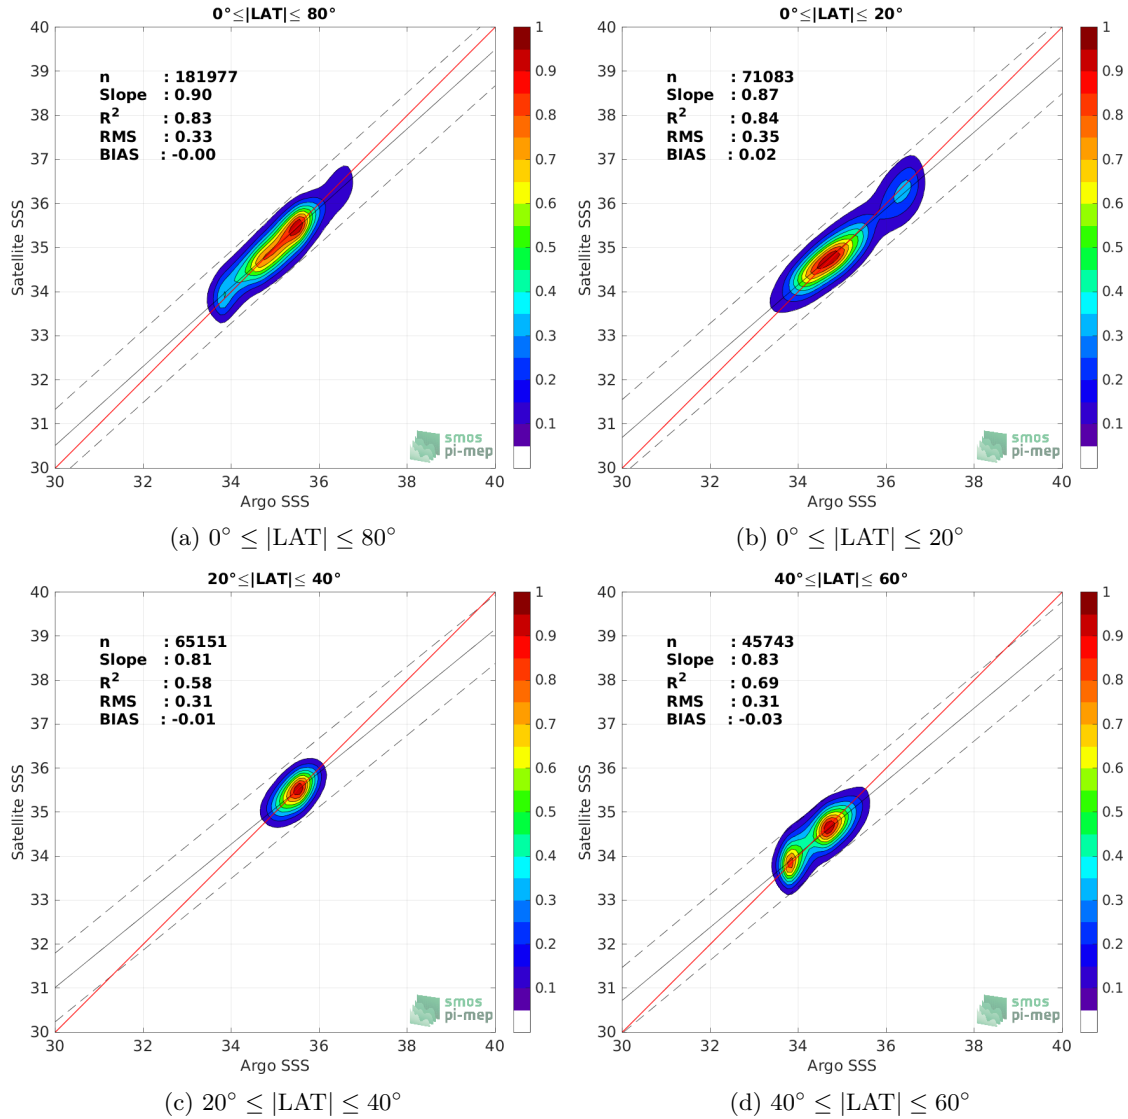 0°≤|LAT|≤ 80°
40
39
38
37
36
35
34
33
32
31
30
Satellite SSS
n : 181977
Slope : 0.90
R² : 0.83
RMS : 0.33
BIAS : -0.00
smos
pi-mep
30 32 34 36 38 40
Argo SSS
1
0.9
0.8
0.7
0.6
0.5
0.4
0.3
0.2
0.1
(a) 0° ≤ |LAT| ≤ 80°
0°≤|LAT|≤ 20°
40
39
38
37
36
35
34
33
32
31
30
Satellite SSS
n : 71083
Slope : 0.87
R² : 0.84
RMS : 0.35
BIAS : 0.02
smos
pi-mep
30 32 34 36 38 40
Argo SSS
1
0.9
0.8
0.7
0.6
0.5
0.4
0.3
0.2
0.1
(b) 0° ≤ |LAT| ≤ 20°
20°≤|LAT|≤ 40°
40
39
38
37
36
35
34
33
32
31
30
Satellite SSS
n : 65151
Slope : 0.81
R² : 0.58
RMS : 0.31
BIAS : -0.01
smos
pi-mep
30 32 34 36 38 40
Argo SSS
1
0.9
0.8
0.7
0.6
0.5
0.4
0.3
0.2
0.1
(c) 20° ≤ |LAT| ≤ 40°
40°≤|LAT|≤ 60°
40
39
38
37
36
35
34
33
32
31
30
Satellite SSS
n : 45743
Slope : 0.83
R² : 0.69
RMS : 0.31
BIAS : -0.03
smos
pi-mep
30 32 34 36 38 40
Argo SSS
1
0.9
0.8
0.7
0.6
0.5
0.4
0.3
0.2
0.1
(d) 40° ≤ |LAT| ≤ 60°